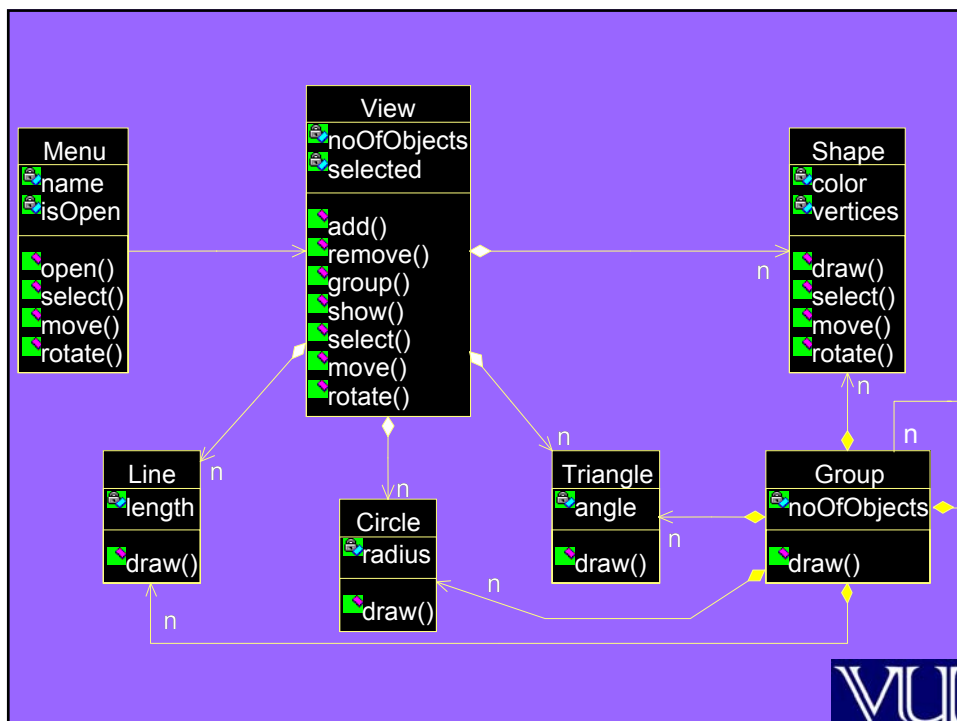 View
noOfObjects
selected
add()
remove()
group()
show()
select()
move()
rotate()
Menu
name
isOpen
open()
select()
move()
rotate()
Shape
color
vertices
draw()
select()
move()
rotate()
n
n
n
n
n
n
Line
length
draw()
Circle
radius
draw()
Triangle
angle
draw()
Group
noOfObjects
draw()
n
n
n
VU